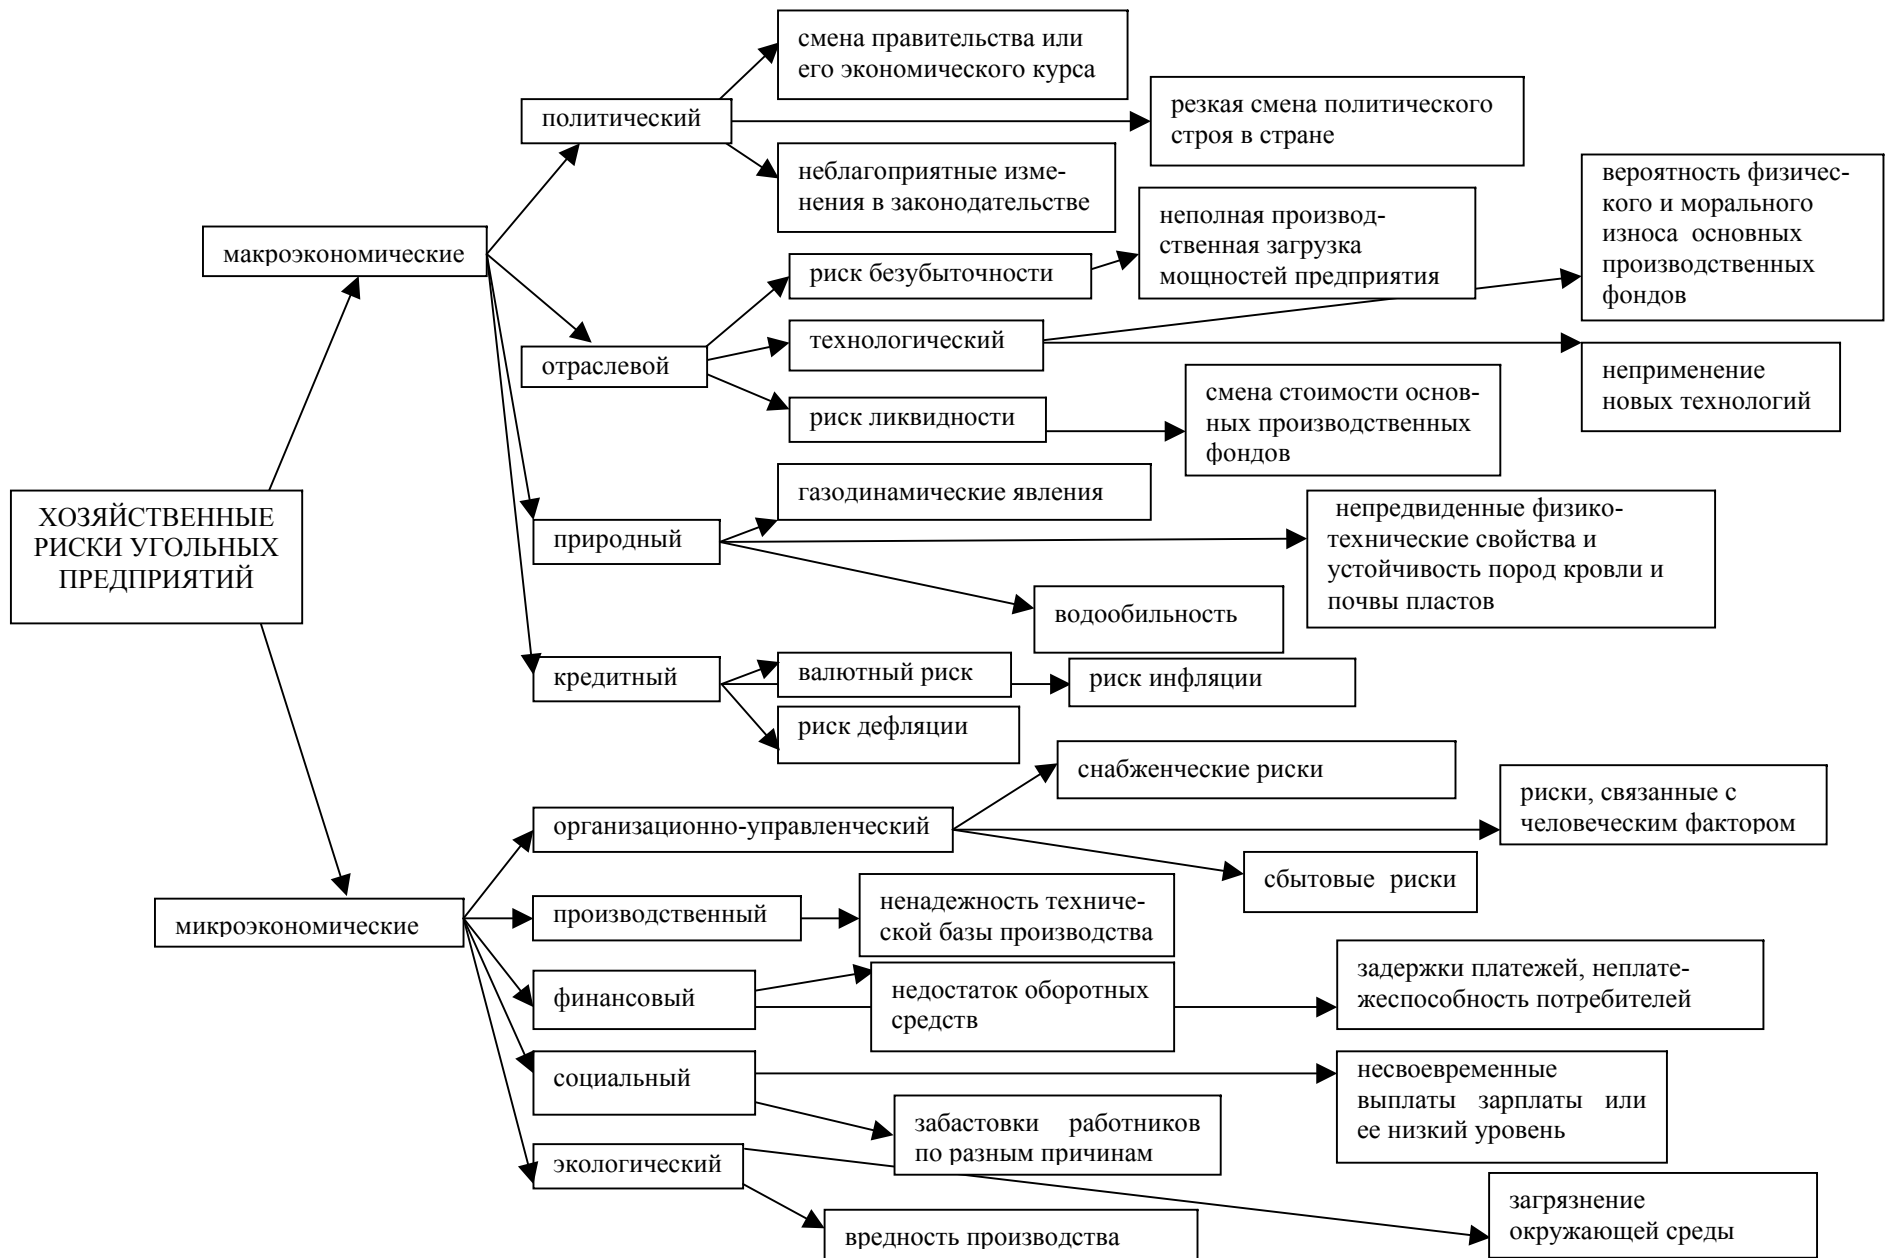 ХОЗЯЙСТВЕННЫЕ
РИСКИ УГОЛЬНЫХ
ПРЕДПРИЯТИЙ
макроэкономические
политический
смена правительства или
его экономического курса
резкая смена политического
строя в стране
неблагоприятные изме-
нения в законодательстве
отраслевой
риск безубыточности
неполная производ-
ственная загрузка
мощностей предприятия
технологический
вероятность физичес-
кого и морального
износа основных
производственных
фондов
неприменение
новых технологий
риск ликвидности
смена стоимости основ-
ных производственных
фондов
природный
газодинамические явления
непредвиденные физико-
технические свойства и
устойчивость пород кровли и
почвы пластов
водообильность
кредитный
валютный риск
риск инфляции
риск дефляции
микроэкономические
организационно-управленческий
снабженческие риски
риски, связанные с
человеческим фактором
сбытовые риски
производственный
ненадежность техниче-
ской базы производства
финансовый
недостаток оборотных
средств
задержки платежей, неплате-
жеспособность потребителей
социальный
несвоевременные
выплаты зарплаты или
ее низкий уровень
забастовки работников
по разным причинам
экологический
загрязнение
окружающей среды
вредность производства